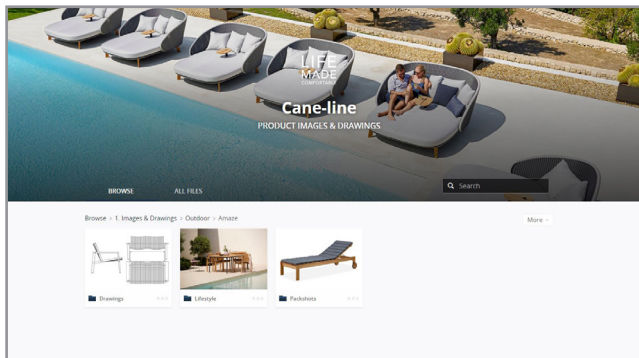 LIFE
MADE
COMFORTABLE
Cane-line
PRODUCT IMAGES & DRAWINGS
BROWSE
ALL FILES
Search
Browse > 1. Images & Drawings > Outdoor > Amaze
More
Drawings
Lifestyle
Packshots